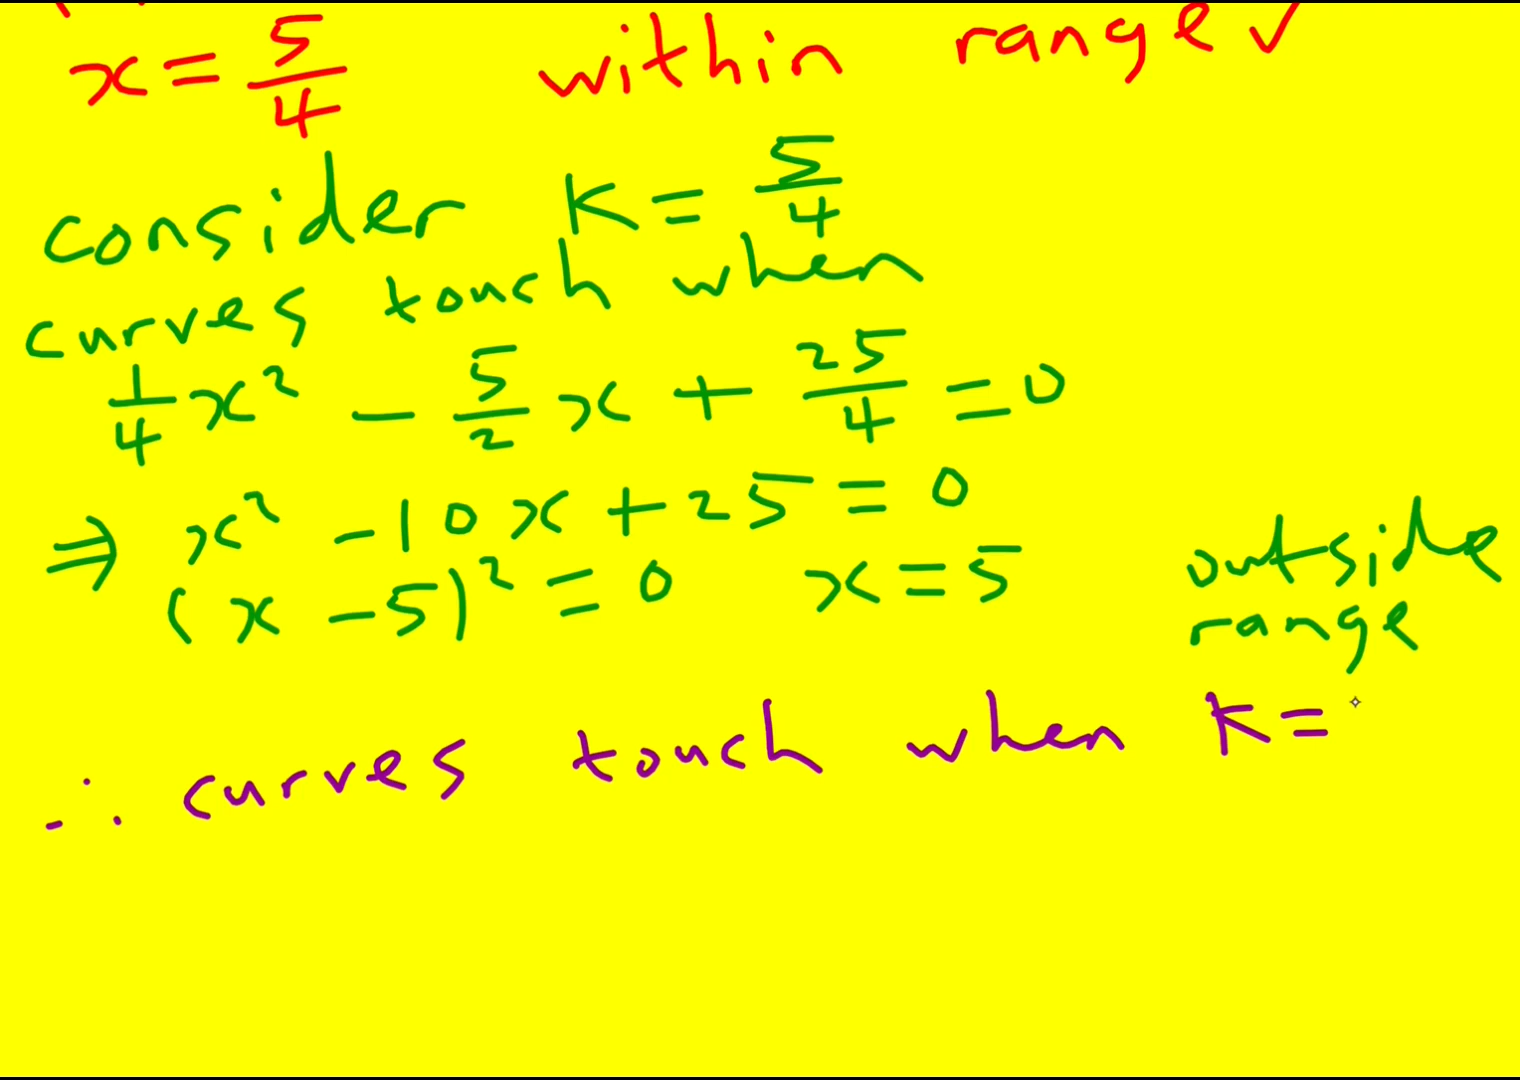 x = 5/4 within range ✓
consider k = 5/4
curves touch when
1/4 x² - 5/2 x + 25/4 = 0
⇒ x² - 10x + 25 = 0
(x - 5)² = 0 x = 5 outside range
∴ curves touch when k =